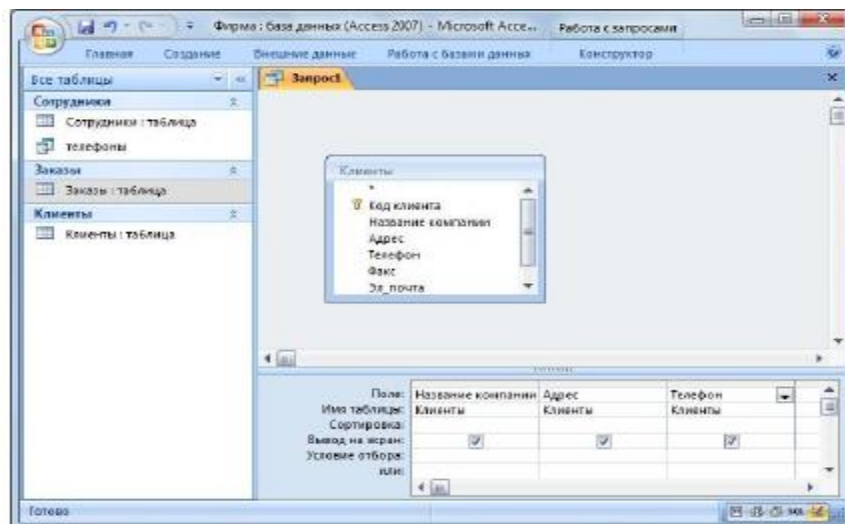 Фирма : база данных (Access 2007) - Microsoft Acce... Работа с запросами
Главная Создание Внешние данные Работа с базами данных Конструктор
Все таблицы
Запрос1
Сотрудники
Сотрудники : таблица
телефоны
Заказы
Заказы : таблица
Клиенты
Клиенты : таблица
Клиенты
*
Код клиента
Название компании
Адрес
Телефон
Факс
Эл_почта
Поле: Название компании Адрес Телефон
Имя таблицы: Клиенты Клиенты Клиенты
Сортировка:
Вывод на экран:
Условие отбора:
или:
Готово SQL